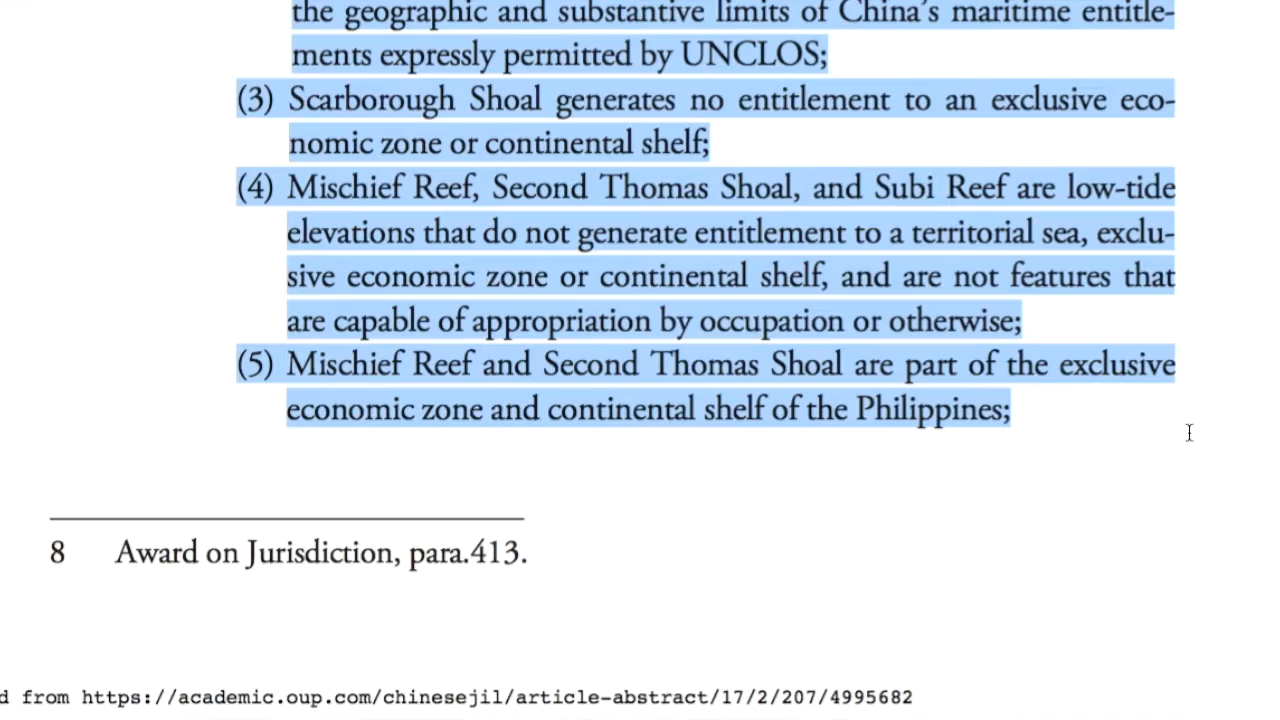 the geographic and substantive limits of China's maritime entitle-
ments expressly permitted by UNCLOS;
(3) Scarborough Shoal generates no entitlement to an exclusive eco-
nomic zone or continental shelf;
(4) Mischief Reef, Second Thomas Shoal, and Subi Reef are low-tide
elevations that do not generate entitlement to a territorial sea, exclu-
sive economic zone or continental shelf, and are not features that
are capable of appropriation by occupation or otherwise;
(5) Mischief Reef and Second Thomas Shoal are part of the exclusive
economic zone and continental shelf of the Philippines;
8 Award on Jurisdiction, para.413.
d from https://academic.oup.com/chinesejil/article-abstract/17/2/207/4995682